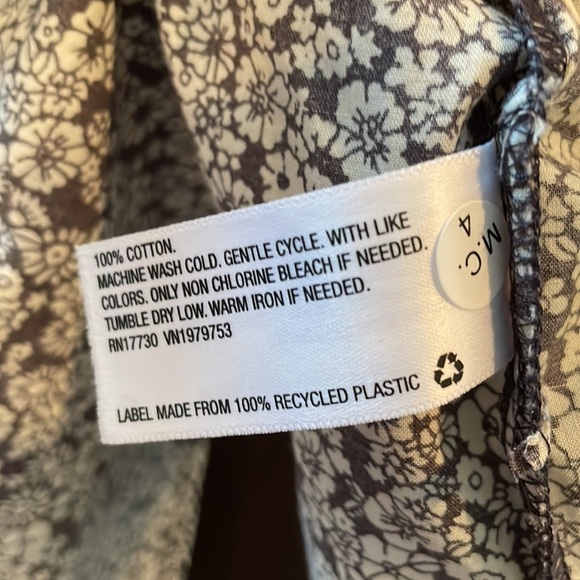 100% COTTON.
MACHINE WASH COLD. GENTLE CYCLE. WITH LIKE
COLORS. ONLY NON CHLORINE BLEACH IF NEEDED.
TUMBLE DRY LOW. WARM IRON IF NEEDED.
RN17730 VN1979753
LABEL MADE FROM 100% RECYCLED PLASTIC
M.C.
4